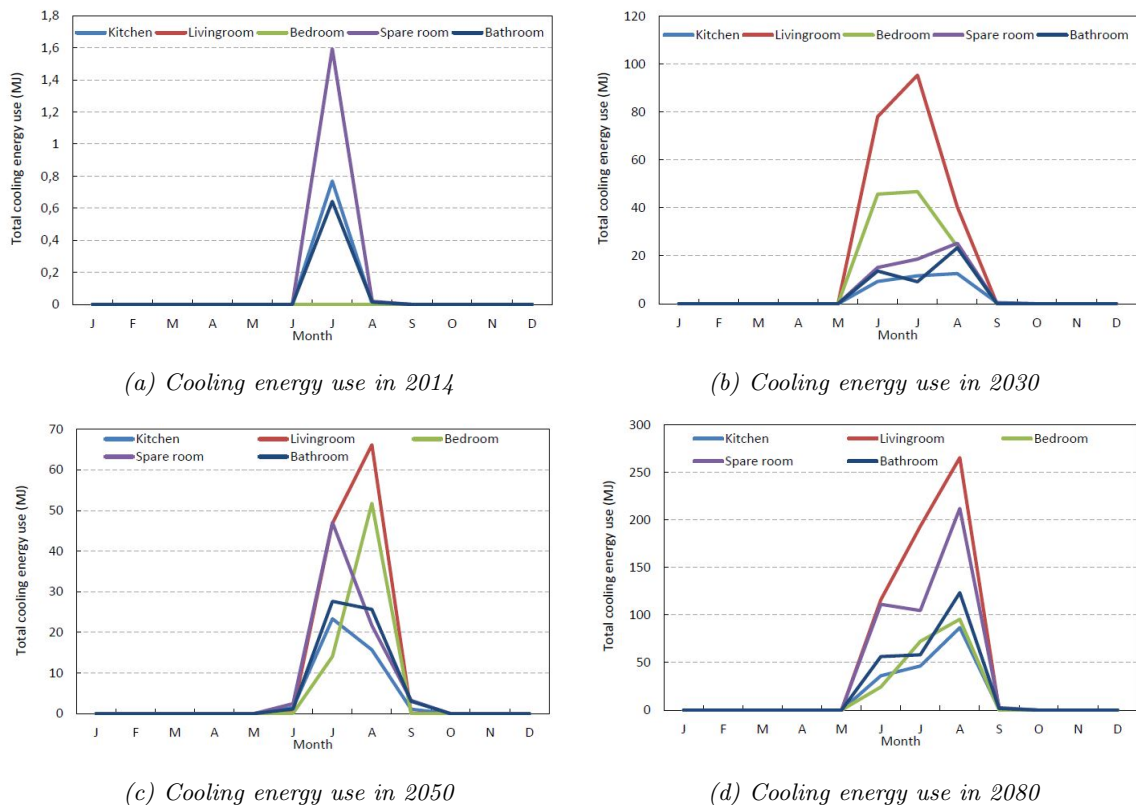 1,8
Kitchen Livingroom Bedroom Spare room Bathroom
1,6
1,4
1,2
1
0,8
0,6
0,4
0,2
0
Total cooling energy use (MJ)
J F M A M J J A S O N D
Month
(a) Cooling energy use in 2014
120
Kitchen Livingroom Bedroom Spare room Bathroom
100
80
60
40
20
0
Total cooling energy use (MJ)
J F M A M J J A S O N D
Month
(b) Cooling energy use in 2030
70
Kitchen Livingroom Bedroom
Spare room Bathroom
60
50
40
30
20
10
0
Total cooling energy use (MJ)
J F M A M J J A S O N D
Month
(c) Cooling energy use in 2050
300
Kitchen Livingroom Bedroom
Spare room Bathroom
250
200
150
100
50
0
Total cooling energy use (MJ)
J F M A M J J A S O N D
Month
(d) Cooling energy use in 2080